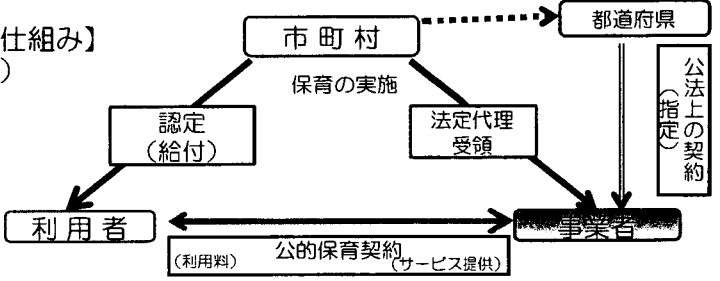 仕組み】
)
市町村
都道府県
保育の実施
公法上の契約
(指定)
認定
(給付)
法定代理
受領
利用者
事業者
公的保育契約
(利用料)
(サービス提供)